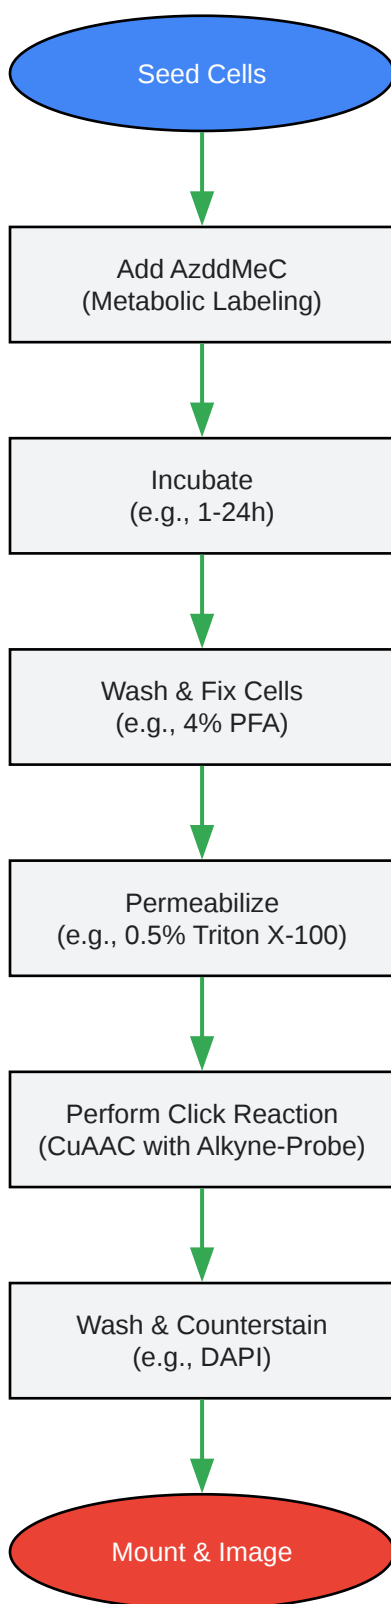 Seed Cells
Add AzddMeC
(Metabolic Labeling)
Incubate
(e.g., 1-24h)
Wash & Fix Cells
(e.g., 4% PFA)
Permeabilize
(e.g., 0.5% Triton X-100)
Perform Click Reaction
(CuAAC with Alkyne-Probe)
Wash & Counterstain
(e.g., DAPI)
Mount & Image